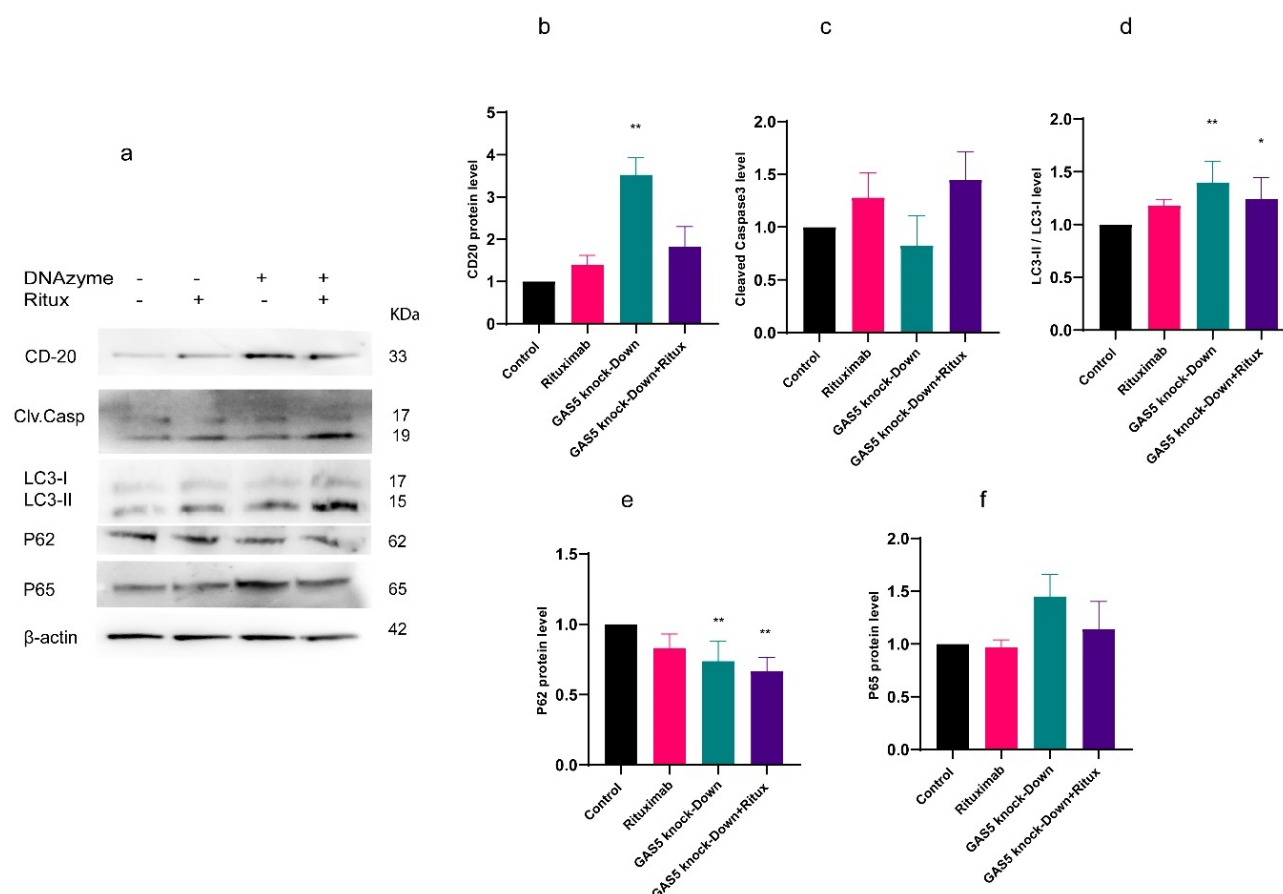 a
DNAzyme - - + +
Ritux - + - +
KDa
CD-20 33
Clv.Casp 17
19
LC3-I 17
LC3-II 15
P62 62
P65 65
β-actin 42
b
CD20 protein level
5
4
3
2
1
0
**
Control
Rituximab
GAS5 knock-Down
GAS5 knock-Down+Ritux
c
Cleaved Caspase3 level
2.0
1.5
1.0
0.5
0.0
Control
Rituximab
GAS5 knock-Down
GAS5 knock-Down+Ritux
d
LC3-II / LC3-I level
2.0
1.5
1.0
0.5
0.0
**
*
Control
Rituximab
GAS5 knock-Down
GAS5 knock-Down+Ritux
e
P62 protein level
1.5
1.0
0.5
0.0
**
**
Control
Rituximab
GAS5 knock-Down
GAS5 knock-Down+Ritux
f
P65 protein level
2.0
1.5
1.0
0.5
0.0
Control
Rituximab
GAS5 knock-Down
GAS5 knock-Down+Ritux